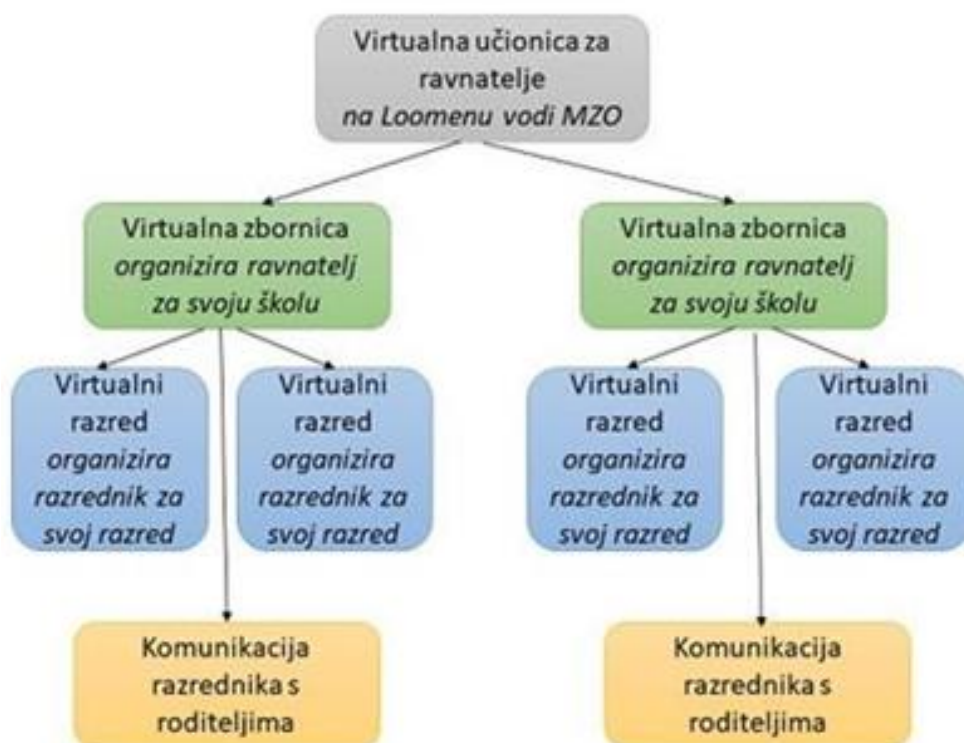 Virtualna učionica za
ravnatelje
na Loomenu vodi MZO
Virtualna zbornica
organizira ravnatelj
za svoju školu
Virtualna zbornica
organizira ravnatelj
za svoju školu
Virtualni
razred
organizira
razrednik za
svoj razred
Virtualni
razred
organizira
razrednik za
svoj razred
Virtualni
razred
organizira
razrednik za
svoj razred
Virtualni
razred
organizira
razrednik za
svoj razred
Komunikacija
razrednika s
roditeljima
Komunikacija
razrednika s
roditeljima